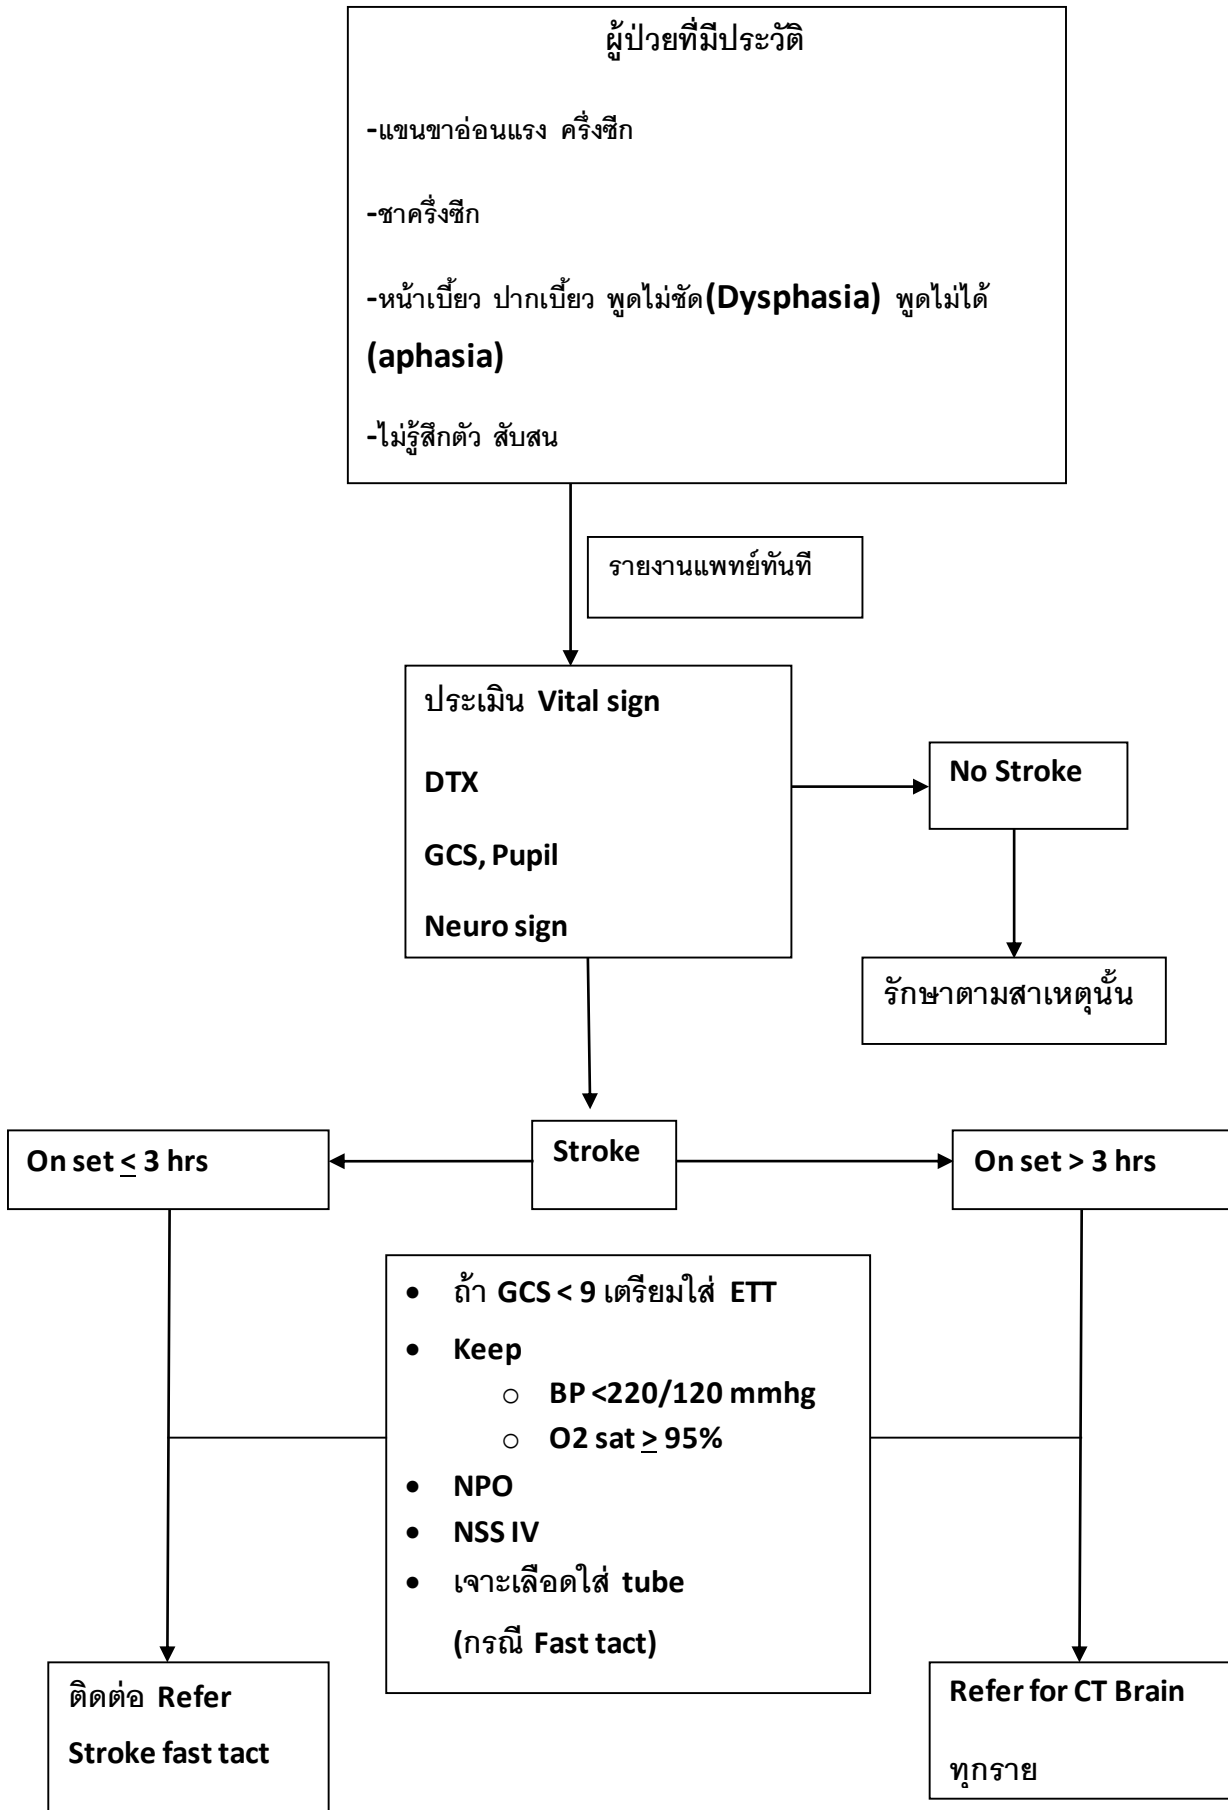 ผู้ป่วยที่มีประวัติ
-แขนขาอ่อนแรง ครึ่งซีก
-ชาครึ่งซีก
-หน้าเบี้ยว ปากเบี้ยว พูดไม่ชัด(Dysphasia) พูดไม่ได้
(aphasia)
-ไม่รู้สึกตัว สับสน
รายงานแพทย์ทันที
ประเมิน Vital sign
DTX
GCS, Pupil
Neuro sign
No Stroke
รักษาตามสาเหตุนั้น
On set ≤ 3 hrs
Stroke
On set > 3 hrs
• ถ้า GCS < 9 เตรียมใส่ ETT
• Keep
o BP <220/120 mmhg
o O2 sat ≥ 95%
• NPO
• NSS IV
• เจาะเลือดใส่ tube
(กรณี Fast tact)
ติดต่อ Refer
Stroke fast tact
Refer for CT Brain
ทุกราย